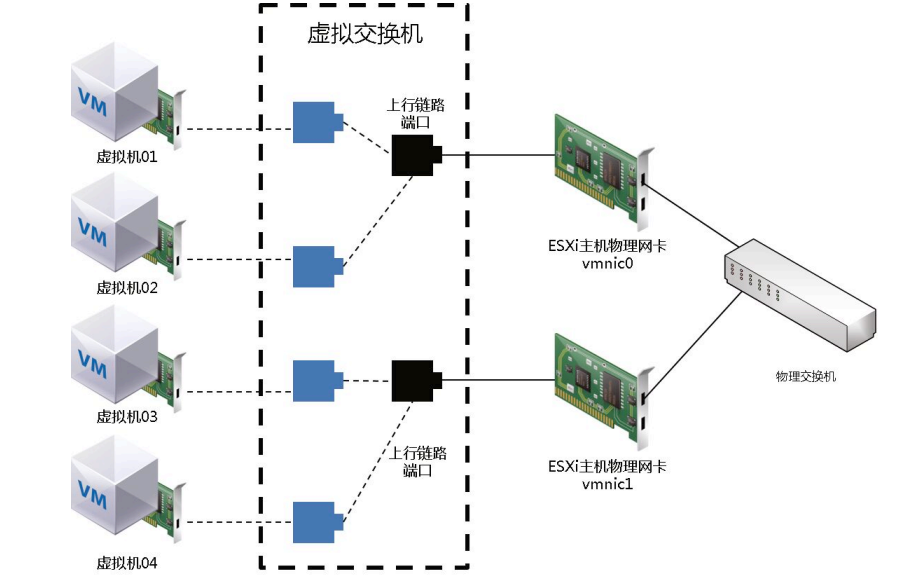 虚拟交换机
VM
虚拟机01
上行链路
端口
VM
虚拟机02
ESXi主机物理网卡
vmnic0
VM
虚拟机03
物理交换机
VM
虚拟机04
上行链路
端口
ESXi主机物理网卡
vmnic1